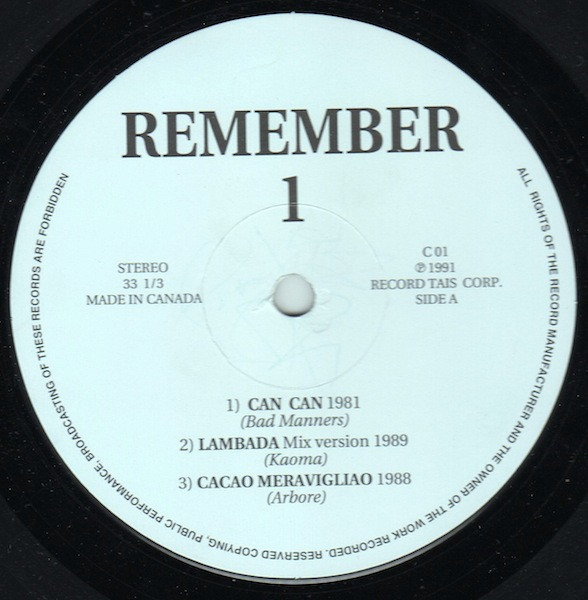 REMEMBER
1
STEREO
33 1/3
MADE IN CANADA
C 01
℗ 1991
RECORD TAIS CORP.
SIDE A
1) CAN CAN 1981
(Bad Manners)
2) LAMBADA Mix version 1989
(Kaoma)
3) CACAO MERAVIGLIAO 1988
(Arbore)
ALL RIGHTS OF THE RECORD MANUFACTURER AND THE OWNER OF THE WORK RECORDED. RESERVED COPYING, PUBLIC PERFORMANCE, BROADCASTING OF THESE RECORDS ARE FORBIDDEN